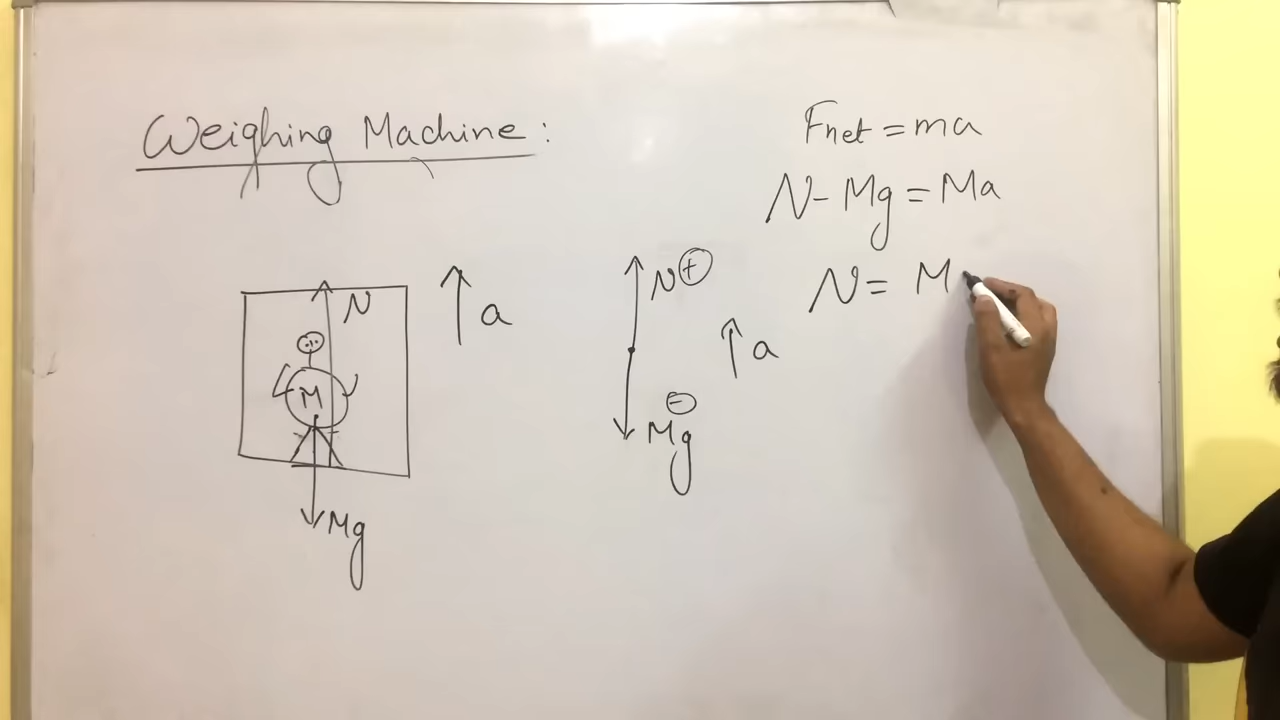 Weighing Machine:
Fnet = ma
N - Mg = Ma
N = M
N
a
M
Mg
N +
a
-
Mg